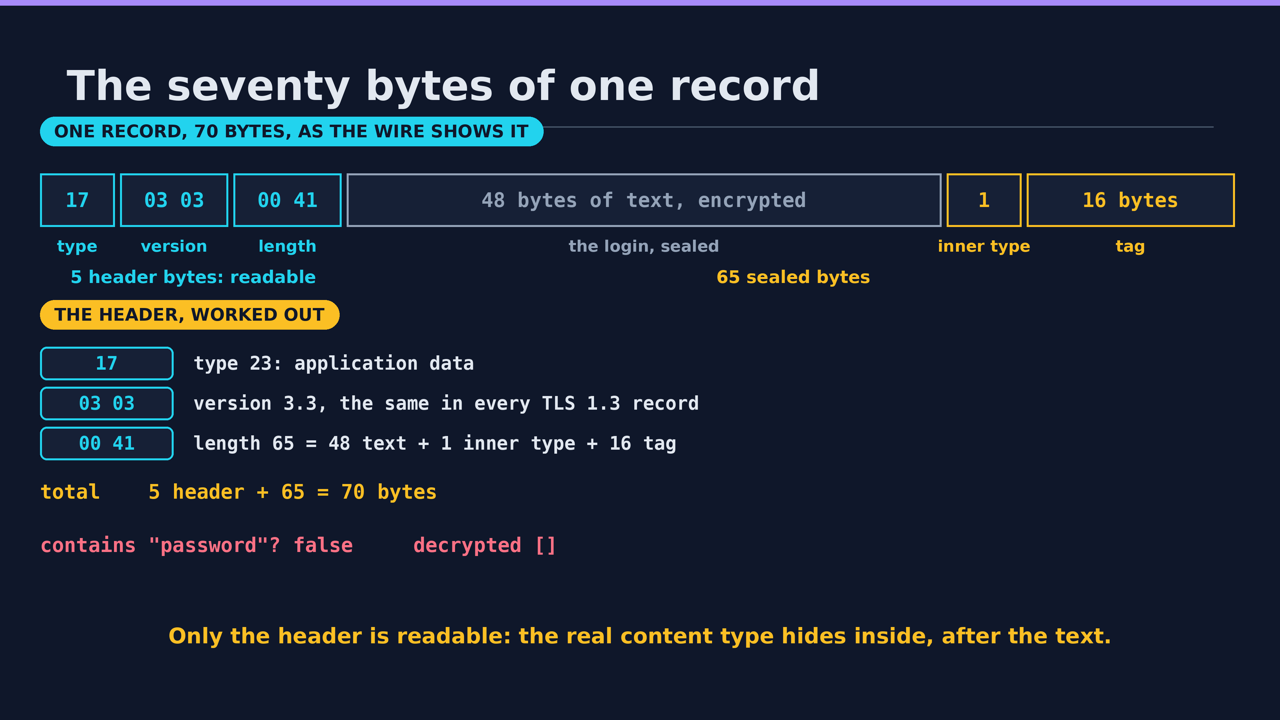 The seventy bytes of one record
ONE RECORD, 70 BYTES, AS THE WIRE SHOWS IT
17 03 03 00 41 48 bytes of text, encrypted 1 16 bytes
type version length the login, sealed inner type tag
5 header bytes: readable 65 sealed bytes
THE HEADER, WORKED OUT
17 type 23: application data
03 03 version 3.3, the same in every TLS 1.3 record
00 41 length 65 = 48 text + 1 inner type + 16 tag
total 5 header + 65 = 70 bytes
contains "password"? false decrypted []
Only the header is readable: the real content type hides inside, after the text.